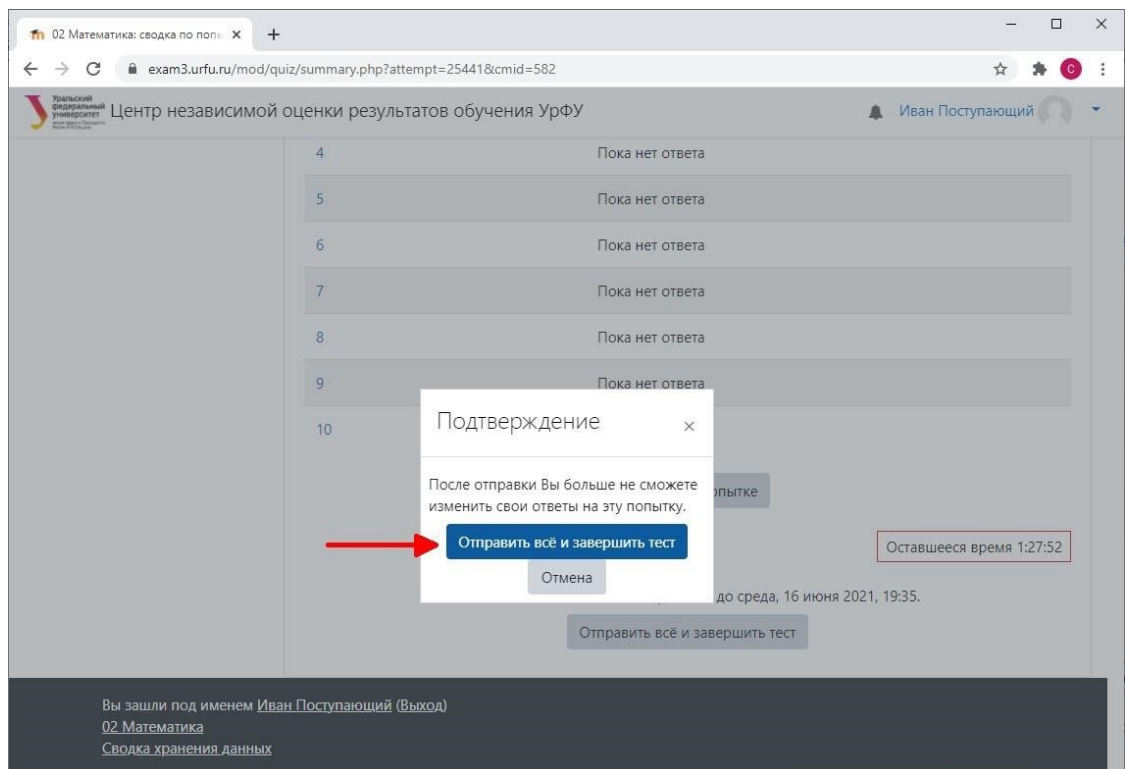 02 Математика: сводка по попы
exam3.urfu.ru/mod/quiz/summary.php?attempt=25441&cmid=582
C
Уральский
федеральный
университет
Центр независимой оценки результатов обучения УрФУ
Иван Поступающий
4 Пока нет ответа
5 Пока нет ответа
6 Пока нет ответа
7 Пока нет ответа
8 Пока нет ответа
9 Пока нет ответа
10
Подтверждение
После отправки Вы больше не сможете
изменить свои ответы на эту попытку.
опытке
Отправить всё и завершить тест
Оставшееся время 1:27:52
Отмена
до среда, 16 июня 2021, 19:35.
Отправить всё и завершить тест
Вы зашли под именем Иван Поступающий (Выход)
02 Математика
Сводка хранения данных